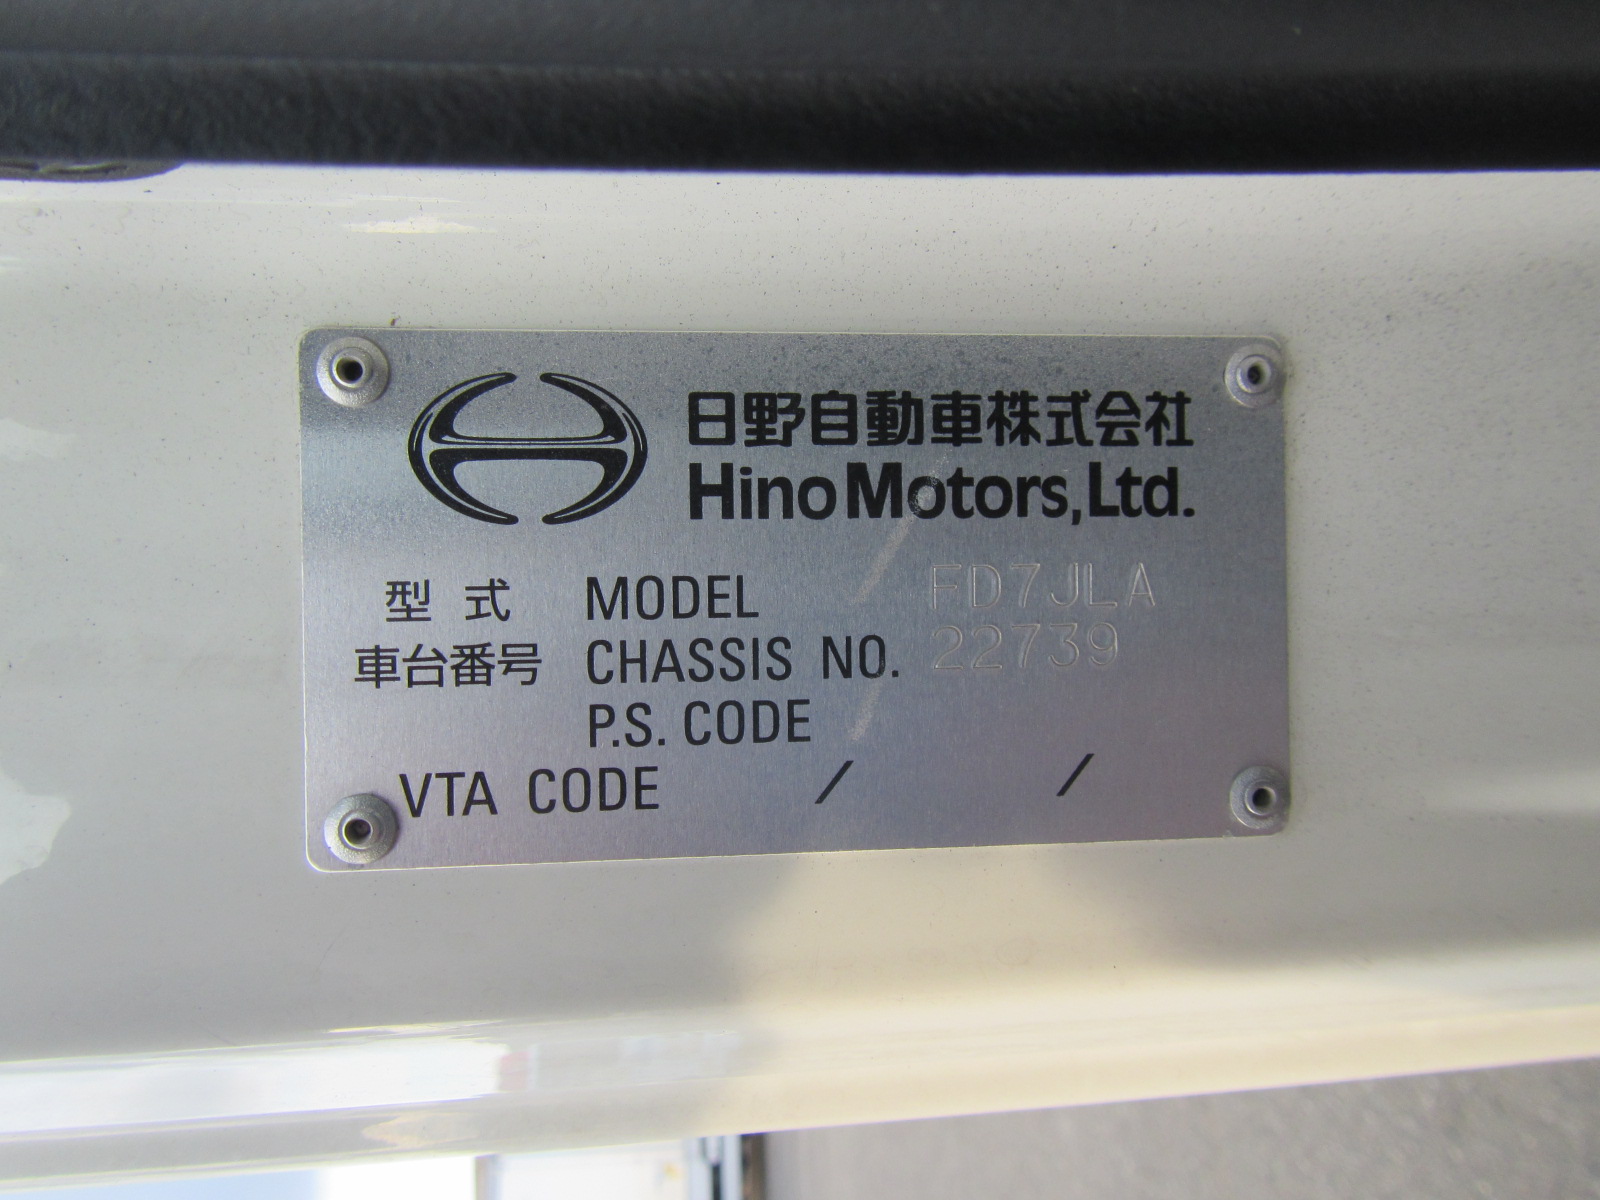 日野自動車株式会社
Hino Motors, Ltd.
型式 MODEL FD7JLA
車台番号 CHASSIS NO. 22739
P.S. CODE
VTA CODE / /